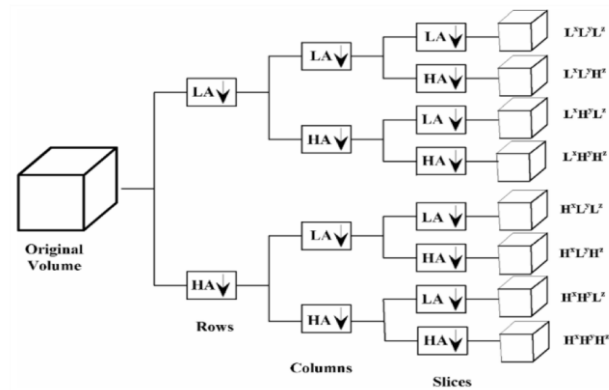 LA LxLyLz
LA
HA LxLyHz
LA
LA LxHyLz
HA
HA LxHyHz
Original
Volume
LA HxLyLz
LA
HA HxLyHz
HA
LA HxHyLz
Rows
HA
HA HxHyHz
Columns
Slices